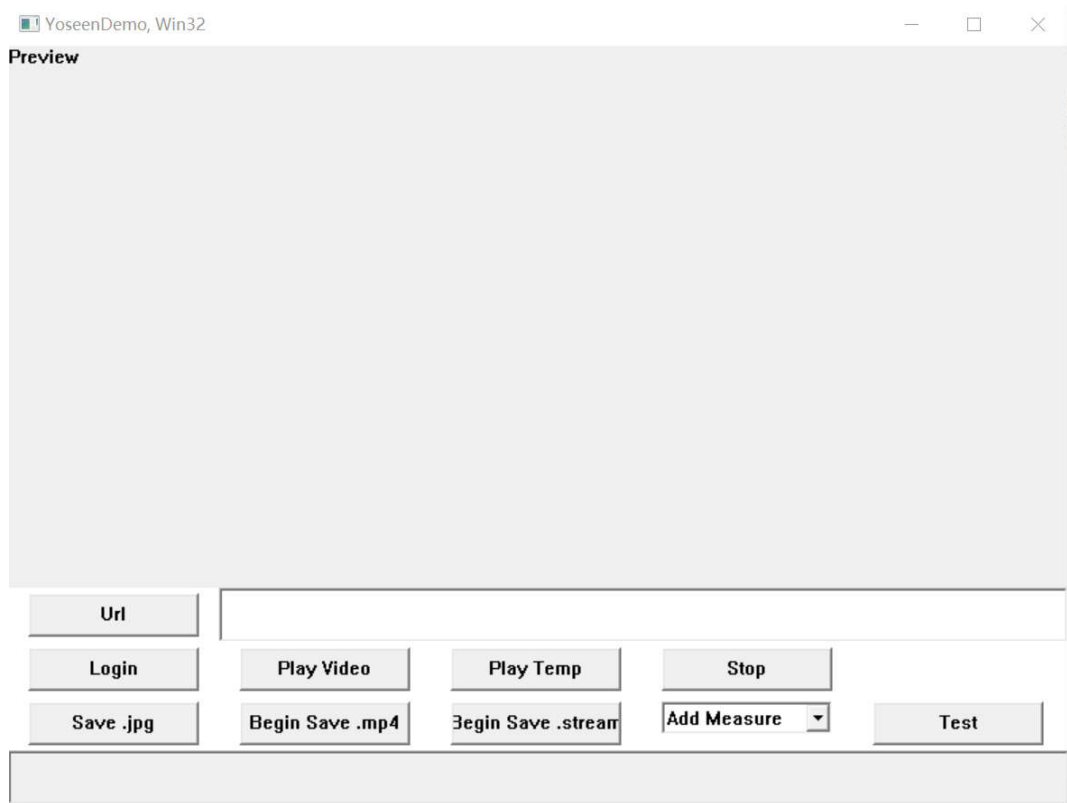 YoseenDemo, Win32
Preview
Url
Login Play Video Play Temp Stop
Save .jpg Begin Save .mp4 Begin Save .stream Add Measure Test